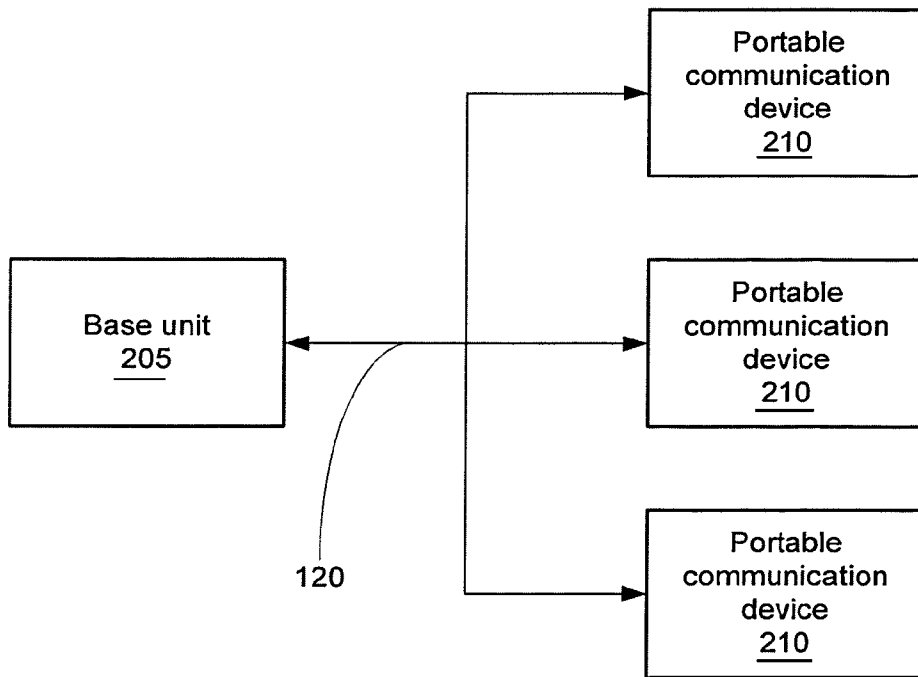 Portable
communication
device
210
Base unit
205
Portable
communication
device
210
120
Portable
communication
device
210